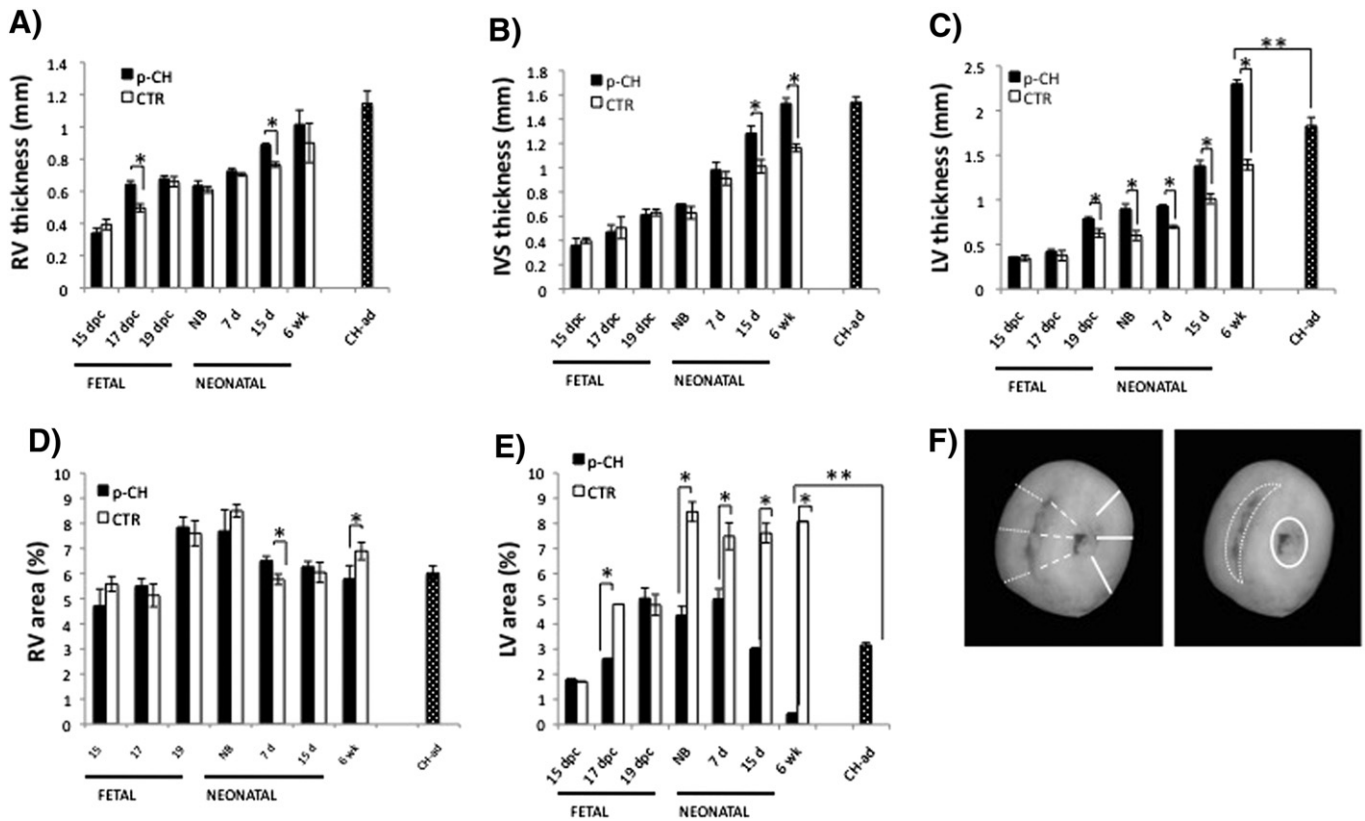 A)
RV thickness (mm)
1.4
1.2
1
0.8
0.6
0.4
0.2
0
p-CH
CTR
*
*
15 dpc
17 dpc
19 dpc
NB
7 d
15 d
6 wk
CH-ad
FETAL
NEONATAL
B)
IVS thickness (mm)
1.8
1.6
1.4
1.2
1
0.8
0.6
0.4
0.2
0
p-CH
CTR
*
*
15 dpc
17 dpc
19 dpc
NB
7 d
15 d
6 wk
CH-ad
FETAL
NEONATAL
C)
LV thickness (mm)
2.5
2
1.5
1
0.5
0
p-CH
CTR
*
*
*
*
*
**
15 dpc
17 dpc
19 dpc
NB
7 d
15 d
6 wk
CH-ad
FETAL
NEONATAL
D)
RV area (%)
10
9
8
7
6
5
4
3
2
1
0
p-CH
CTR
*
*
15
17
19
NB
7 d
15 d
6 wk
CH-ad
FETAL
NEONATAL
E)
LV area (%)
10
9
8
7
6
5
4
3
2
1
0
p-CH
CTR
*
*
*
*
*
**
15 dpc
17 dpc
19 dpc
NB
7 d
15 d
6 wk
CH-ad
FETAL
NEONATAL
F)